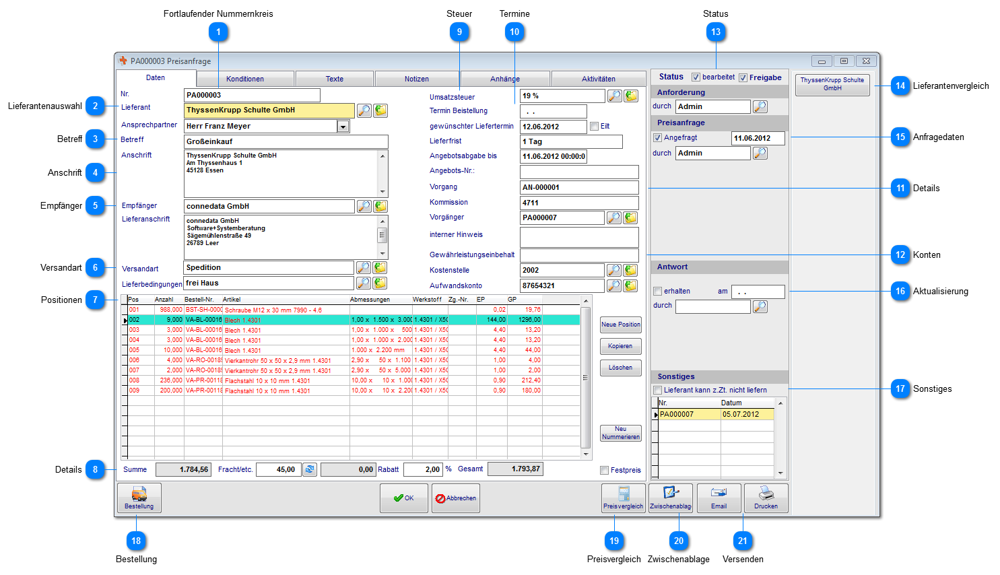 Fortlaufender Nummernkreis
1
Steuer
9
Termine
10
Status
13
PA000003 Preisanfrage
Daten
Konditionen
Texte
Notizen
Anhänge
Aktivitäten
Lieferantenauswahl 2
Betreff 3
Anschrift 4
Empfänger 5
Versandart 6
Positionen 7
Details 8
Nr. PA000003
Lieferant ThyssenKrupp Schulte GmbH
Ansprechpartner Herr Franz Meyer
Betreff Großeinkauf
Anschrift ThyssenKrupp Schulte GmbH
Am Thyssenhaus 1
45128 Essen
Empfänger connedata GmbH
Lieferanschrift connedata GmbH
Software+Systemberatung
Sägemühlenstraße 49
26789 Leer
Versandart Spedition
Lieferbedingungen frei Haus
Umsatzsteuer 19 %
Termin Beistellung . .
gewünschter Liefertermin 12.06.2012 Eilt
Lieferfrist 1 Tag
Angebotsabgabe bis 11.06.2012 00:00:0
Angebots-Nr.:
Vorgang AN-000001
Kommission 4711
Vorgänger PA000007
interner Hinweis
Gewährleistungseinbehalt
Kostenstelle 2002
Aufwandskonto 87654321
Pos Anzahl Bestell-Nr. Artikel Abmessungen Werkstoff Zg.-Nr. EP GP
001 988,000 BST-SH-0000 Schraube M12 x 30 mm 7990 - 4.6 0,02 19,76
002 9,000 VA-BL-00016 Blech 1.4301 1,00 x 1.500 x 3.000 1.4301 / X5C 144,00 1296,00
003 3,000 VA-BL-00016 Blech 1.4301 1,00 x 1.000 x 500 1.4301 / X5C 4,40 13,20
004 3,000 VA-BL-00016 Blech 1.4301 1,00 x 1.000 x 2.000 1.4301 / X5C 4,40 13,20
005 10,000 VA-BL-00016 Blech 1.4301 1.000 x 2.200 mm 1.4301 / X5C 4,40 44,00
006 4,000 VA-RO-00189 Vierkantrohr 50 x 50 x 2,9 mm 1.4301 2,90 x 50 x 1.100 1.4301 / X5C 1,00 4,00
007 2,000 VA-RO-00189 Vierkantrohr 50 x 50 x 2,9 mm 1.4301 2,90 x 50 x 5.000 1.4301 / X5C 1,00 2,00
008 236,000 VA-PR-00118 Flachstahl 10 x 10 mm 1.4301 10,00 x 10 x 1.000 1.4301 / X5C 0,90 212,40
009 200,000 VA-PR-00118 Flachstahl 10 x 10 mm 1.4301 10,00 x 10 x 2.200 1.4301 / X5C 0,90 180,00
Neue Position
Kopieren
Löschen
Neu
Nummerieren
Summe 1.784,56 Fracht/etc. 45,00 0,00 Rabatt 2,00 % Gesamt 1.793,87 Festpreis
Status bearbeitet Freigabe
Anforderung
durch Admin
Preisanfrage
Angefragt 11.06.2012
durch Admin
Antwort
erhalten am . .
durch
Sonstiges
Lieferant kann z.Zt. nicht liefern
Nr. Datum
PA000007 05.07.2012
ThyssenKrupp Schulte
GmbH
14 Lieferantenvergleich
15 Anfragedaten
11 Details
12 Konten
16 Aktualisierung
17 Sonstiges
Bestellung
OK
Abbrechen
Preisvergleich
Zwischenablag
Email
Drucken
18
Bestellung
19
Preisvergleich
20
Zwischenablage
21
Versenden